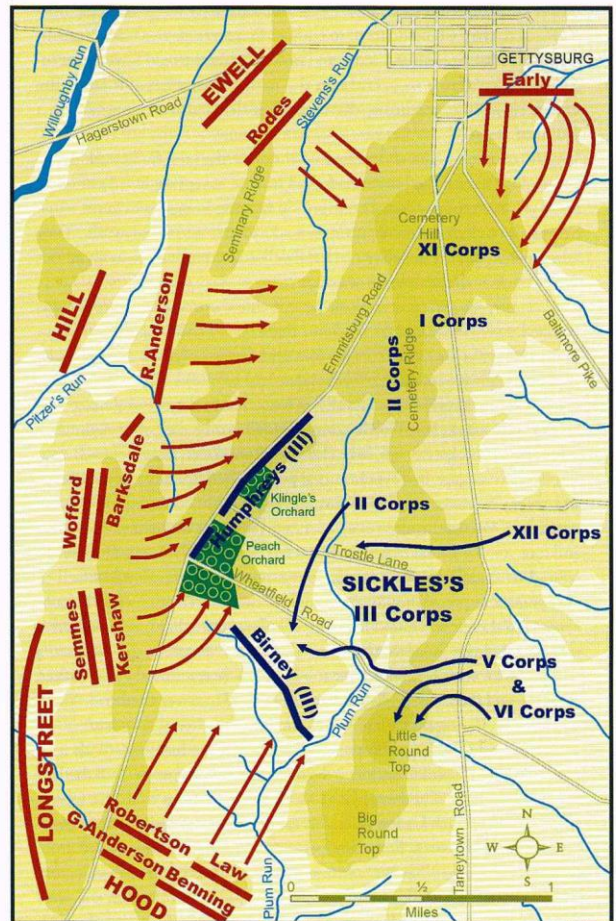 GETTYSBURG
Early
EWELL
Rodes
Willoughby Run
Hagerstown Road
Stevens's Run
Seminary Ridge
Cemetery
Hill
XI Corps
HILL
R.Anderson
I Corps
Emmitsburg Road
II Corps
Cemetery Ridge
Baltimore Pike
Pitzer's Run
Barksdale
Wofford
Humphreys (III)
Klingle's
Orchard
II Corps
XII Corps
Peach
Orchard
Trostle Lane
Wheatfield Road
SICKLES'S
III Corps
Semmes
Kershaw
Birney (III)
V Corps
&
VI Corps
Plum Run
Little
Round
Top
LONGSTREET
Robertson
Law
G.Anderson
Benning
HOOD
Big
Round
Top
Plum Run
Taneytown Road
N
W
E
S
0
½
1
Miles